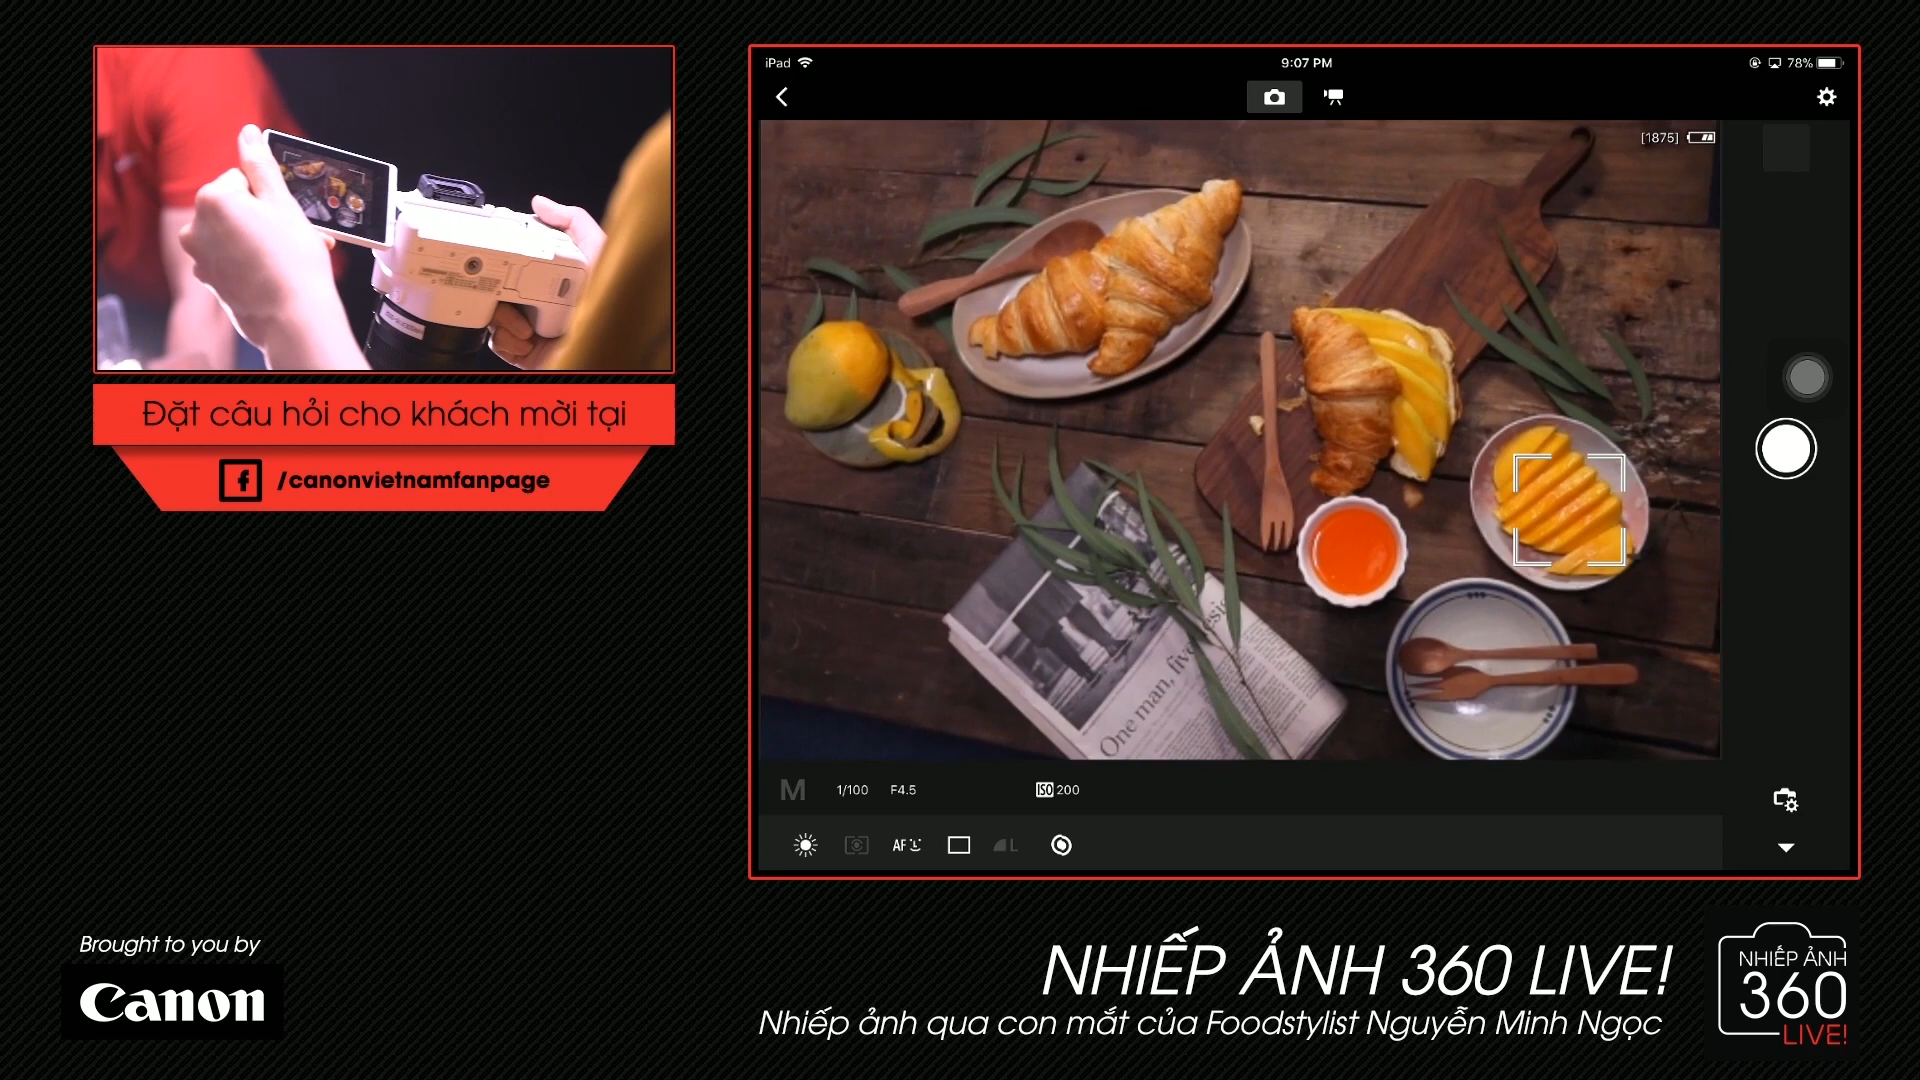 Đặt câu hỏi cho khách mời tại
/canonvietnamfanpage
iPad
9:07 PM
78%
[1875]
One man, five
M
1/100
F4.5
ISO 200
AF
L
Brought to you by
Canon
NHIẾP ẢNH 360 LIVE!
Nhiếp ảnh qua con mắt của Foodstylist Nguyễn Minh Ngọc
NHIẾP ẢNH
360
LIVE!